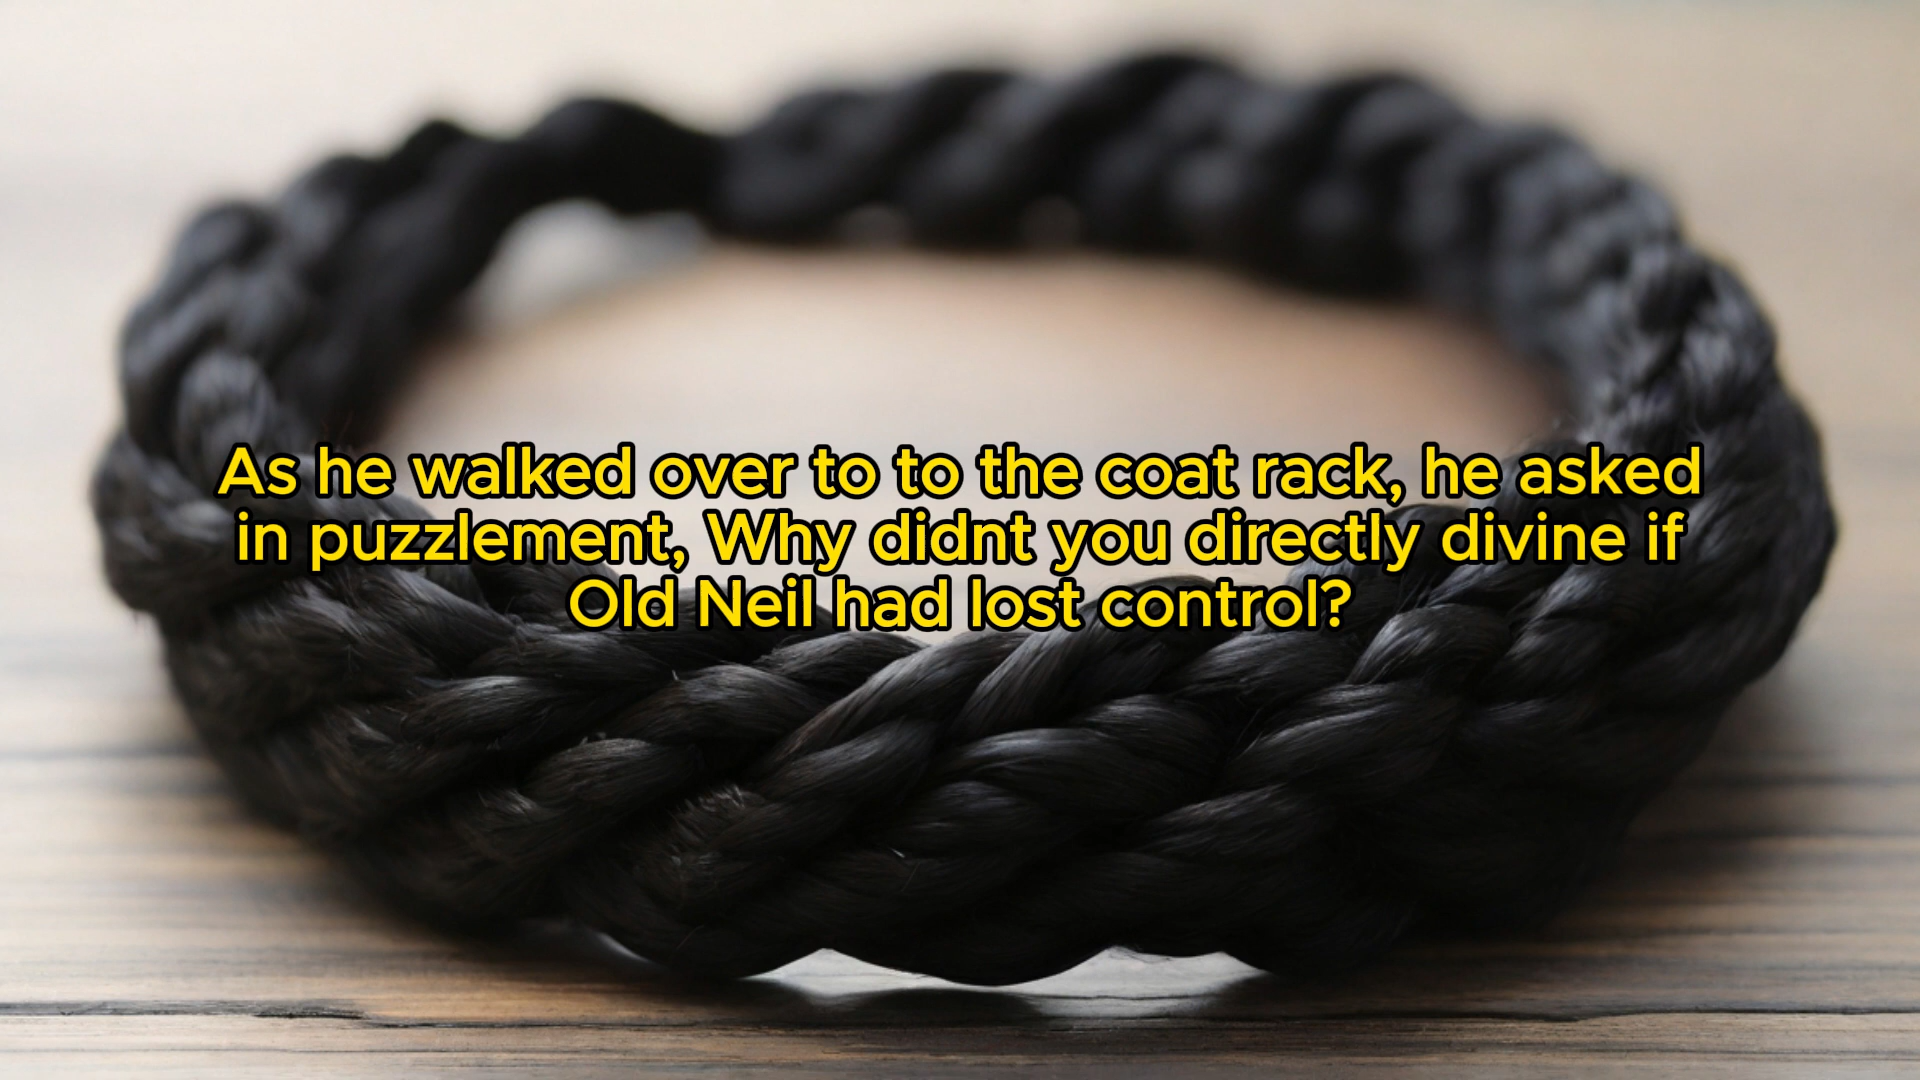 As he walked over to to the coat rack, he asked
in puzzlement, Why didnt you directly divine if
Old Neil had lost control?